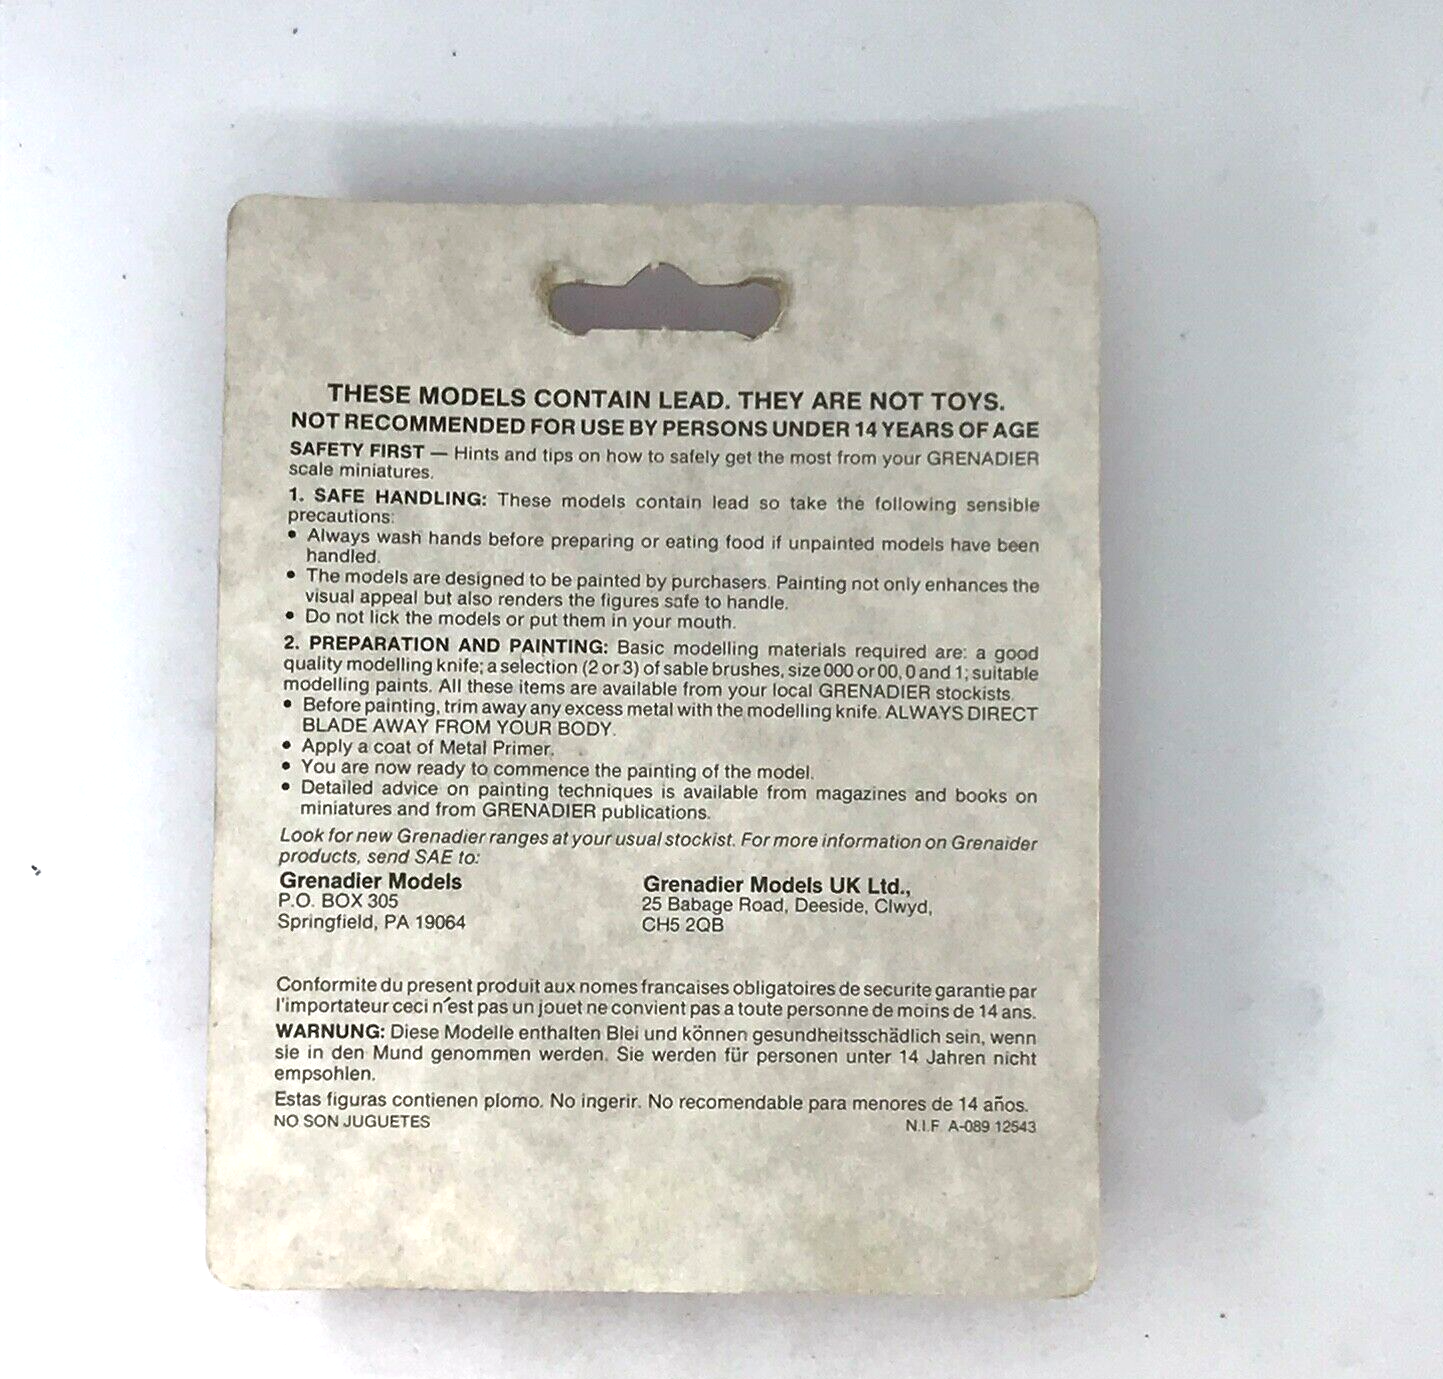 THESE MODELS CONTAIN LEAD. THEY ARE NOT TOYS.
NOT RECOMMENDED FOR USE BY PERSONS UNDER 14 YEARS OF AGE
SAFETY FIRST — Hints and tips on how to safely get the most from your GRENADIER
scale miniatures.
1. SAFE HANDLING: These models contain lead so take the following sensible
precautions:
• Always wash hands before preparing or eating food if unpainted models have been
handled.
• The models are designed to be painted by purchasers. Painting not only enhances the
visual appeal but also renders the figures safe to handle.
• Do not lick the models or put them in your mouth.
2. PREPARATION AND PAINTING: Basic modelling materials required are: a good
quality modelling knife; a selection (2 or 3) of sable brushes, size 000 or 00, 0 and 1; suitable
modelling paints. All these items are available from your local GRENADIER stockists.
• Before painting, trim away any excess metal with the modelling knife. ALWAYS DIRECT
BLADE AWAY FROM YOUR BODY.
• Apply a coat of Metal Primer.
• You are now ready to commence the painting of the model.
• Detailed advice on painting techniques is available from magazines and books on
miniatures and from GRENADIER publications.
Look for new Grenadier ranges at your usual stockist. For more information on Grenaider
products, send SAE to:
Grenadier Models
P.O. BOX 305
Springfield, PA 19064
Grenadier Models UK Ltd.,
25 Babage Road, Deeside, Clwyd,
CH5 2QB
Conformite du present produit aux nomes francaises obligatoires de securite garantie par
l'importateur ceci n´est pas un jouet ne convient pas a toute personne de moins de 14 ans.
WARNUNG: Diese Modelle enthalten Blei und können gesundheitsschädlich sein, wenn
sie in den Mund genommen werden. Sie werden für personen unter 14 Jahren nicht
empsohlen.
Estas figuras contienen plomo. No ingerir. No recomendable para menores de 14 años.
NO SON JUGUETES
N.I.F. A-089 12543